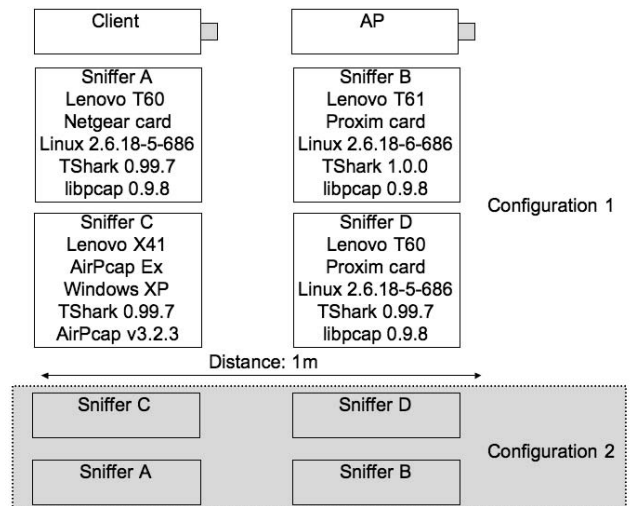 Client
AP
Sniffer A
Lenovo T60
Netgear card
Linux 2.6.18-5-686
TShark 0.99.7
libpcap 0.9.8
Sniffer B
Lenovo T61
Proxim card
Linux 2.6.18-6-686
TShark 1.0.0
libpcap 0.9.8
Configuration 1
Sniffer C
Lenovo X41
AirPcap Ex
Windows XP
TShark 0.99.7
AirPcap v3.2.3
Sniffer D
Lenovo T60
Proxim card
Linux 2.6.18-5-686
TShark 0.99.7
libpcap 0.9.8
Distance: 1m
Sniffer C
Sniffer D
Configuration 2
Sniffer A
Sniffer B